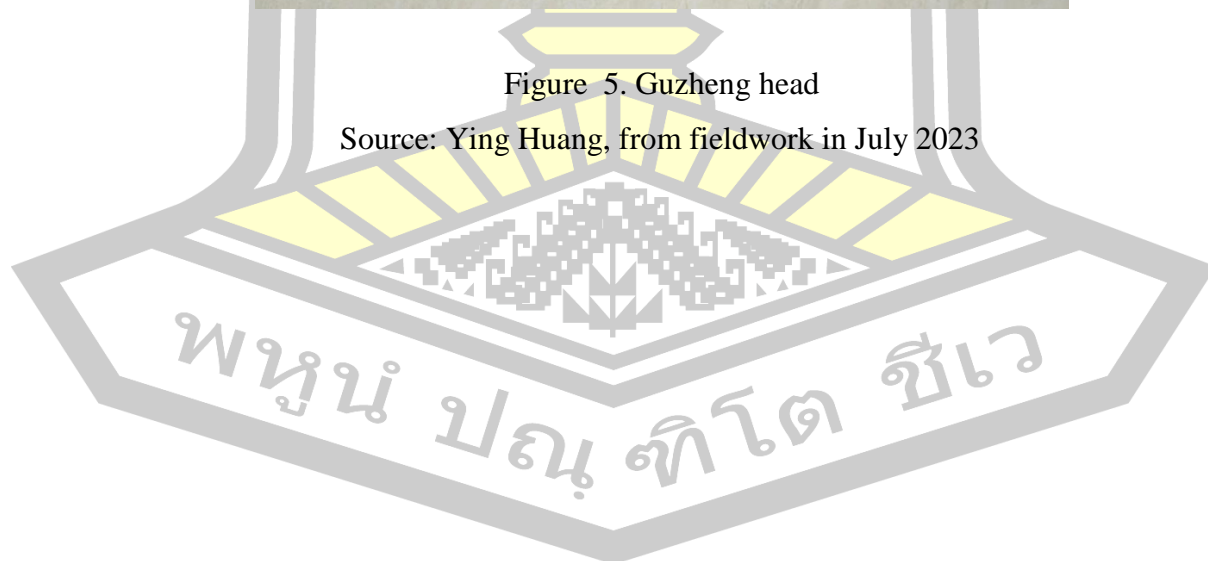 Figure 5. Guzheng head
Source: Ying Huang, from fieldwork in July 2023
พหูนํ ปณฺ ฑิโต ชีเว